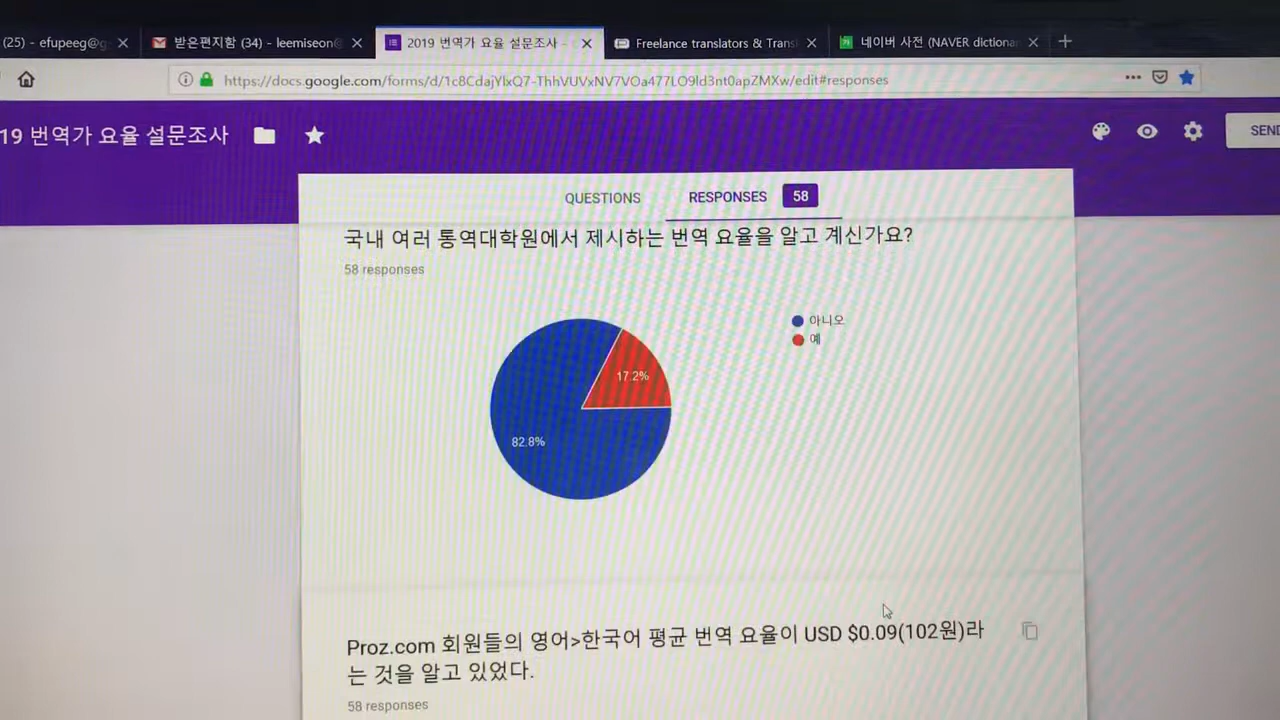 (25) - efupeeg@g
받은편지함 (34) - leemiseon@
2019 번역가 요율 설문조사 -
Freelance translators & Transl
네이버 사전 (NAVER dictionar
https://docs.google.com/forms/d/1c8CdajYlxQ7-ThhVUVxNV7VOa477LO9ld3nt0apZMXw/edit#responses
19 번역가 요율 설문조사
SEND
QUESTIONS
RESPONSES 58
국내 여러 통역대학원에서 제시하는 번역 요율을 알고 계신가요?
58 responses
아니오
예
17.2%
82.8%
Proz.com 회원들의 영어>한국어 평균 번역 요율이 USD $0.09(102원)라
는 것을 알고 있었다.
58 responses